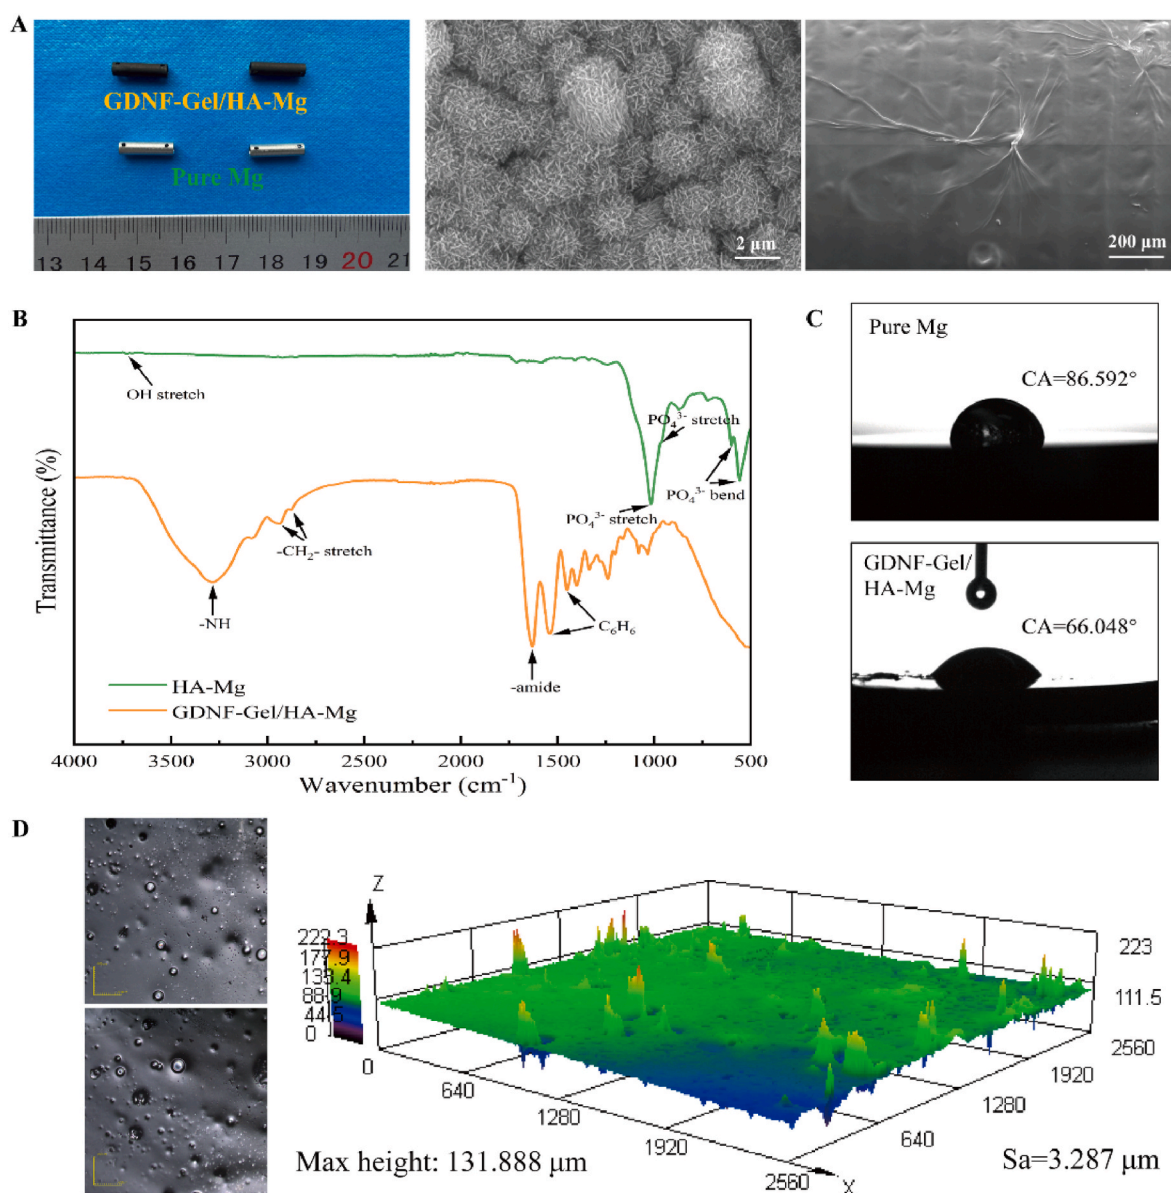 A
GDNF-Gel/HA-Mg
Pure Mg
13 14 15 16 17 18 19 20 21
2 μm
200 μm
B
Transmittance (%)
OH stretch
PO₄³⁻ stretch
PO₄³⁻ bend
PO₄³⁻ stretch
-CH₂- stretch
-NH
C₆H₆
-amide
HA-Mg
GDNF-Gel/HA-Mg
4000 3500 3000 2500 2000 1500 1000 500
Wavenumber (cm⁻¹)
C
Pure Mg
CA=86.592°
GDNF-Gel/
HA-Mg
CA=66.048°
D
Z
223.3
177.9
133.4
88.9
44.5
0
0
640
1280
1920
2560
X
223
111.5
2560
1920
1280
640
Max height: 131.888 μm
Sa=3.287 μm